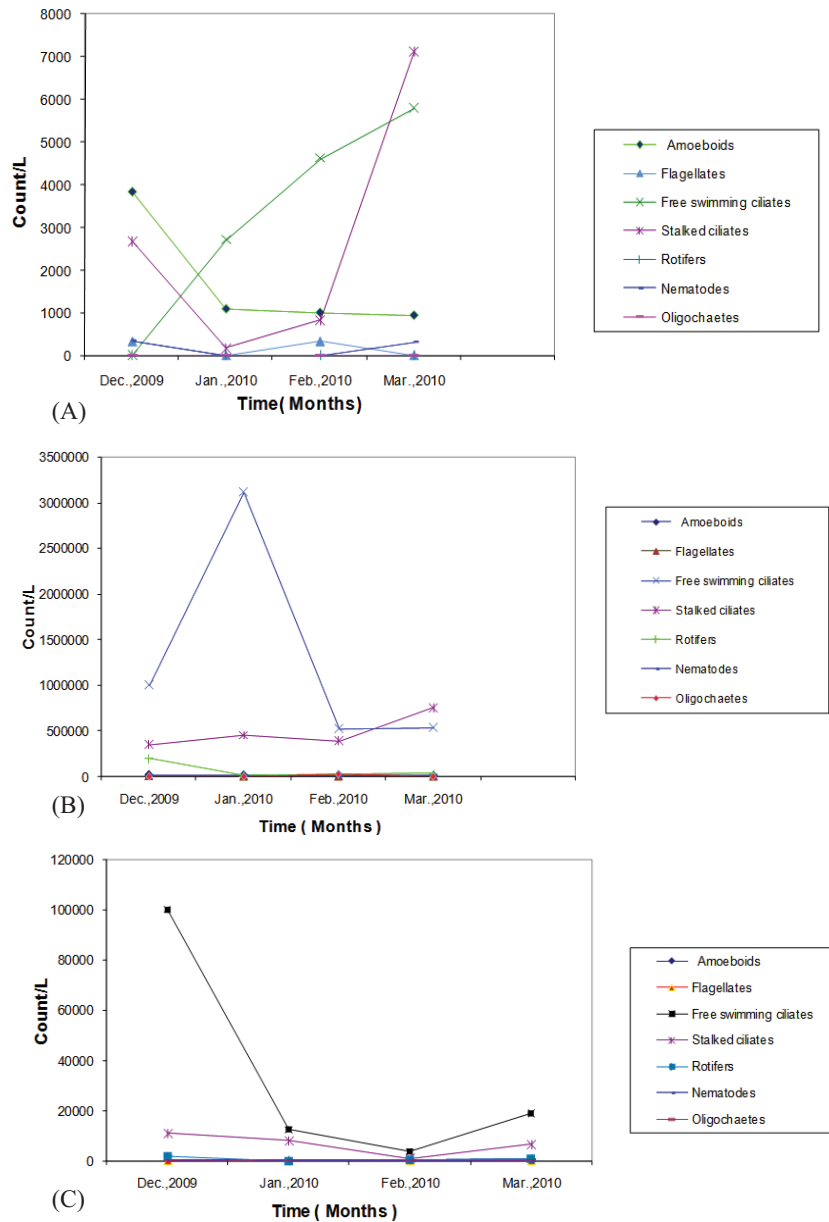 8000
7000
6000
5000
4000
3000
2000
1000
0
Count/L
Dec.,2009 Jan.,2010 Feb.,2010 Mar.,2010
Time( Months)
Amoeboids
Flagellates
Free swimming ciliates
Stalked ciliates
Rotifers
Nematodes
Oligochaetes
(A)
3500000
3000000
2500000
2000000
1500000
1000000
500000
0
Count/L
Dec.,2009 Jan.,2010 Feb.,2010 Mar.,2010
Time ( Months )
Amoeboids
Flagellates
Free swimming ciliates
Stalked ciliates
Rotifers
Nematodes
Oligochaetes
(B)
120000
100000
80000
60000
40000
20000
0
Count/L
Dec.,2009 Jan.,2010 Feb.,2010 Mar.,2010
Time ( Months)
Amoeboids
Flagellates
Free swimming ciliates
Stalked ciliates
Rotifers
Nematodes
Oligochaetes
(C)